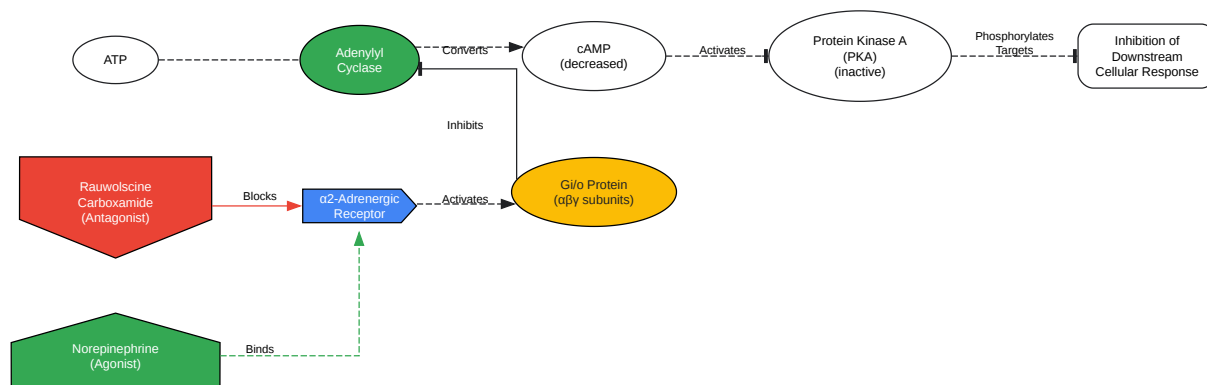 ATP
Adenylyl
Cyclase
Converts
cAMP
(decreased)
Activates
Protein Kinase A
(PKA)
(inactive)
Phosphorylates
Targets
Inhibition of
Downstream
Cellular Response
Inhibits
Rauwolscine
Carboxamide
(Antagonist)
Blocks
α2-Adrenergic
Receptor
Activates
Gi/o Protein
(αβγ subunits)
Norepinephrine
(Agonist)
Binds